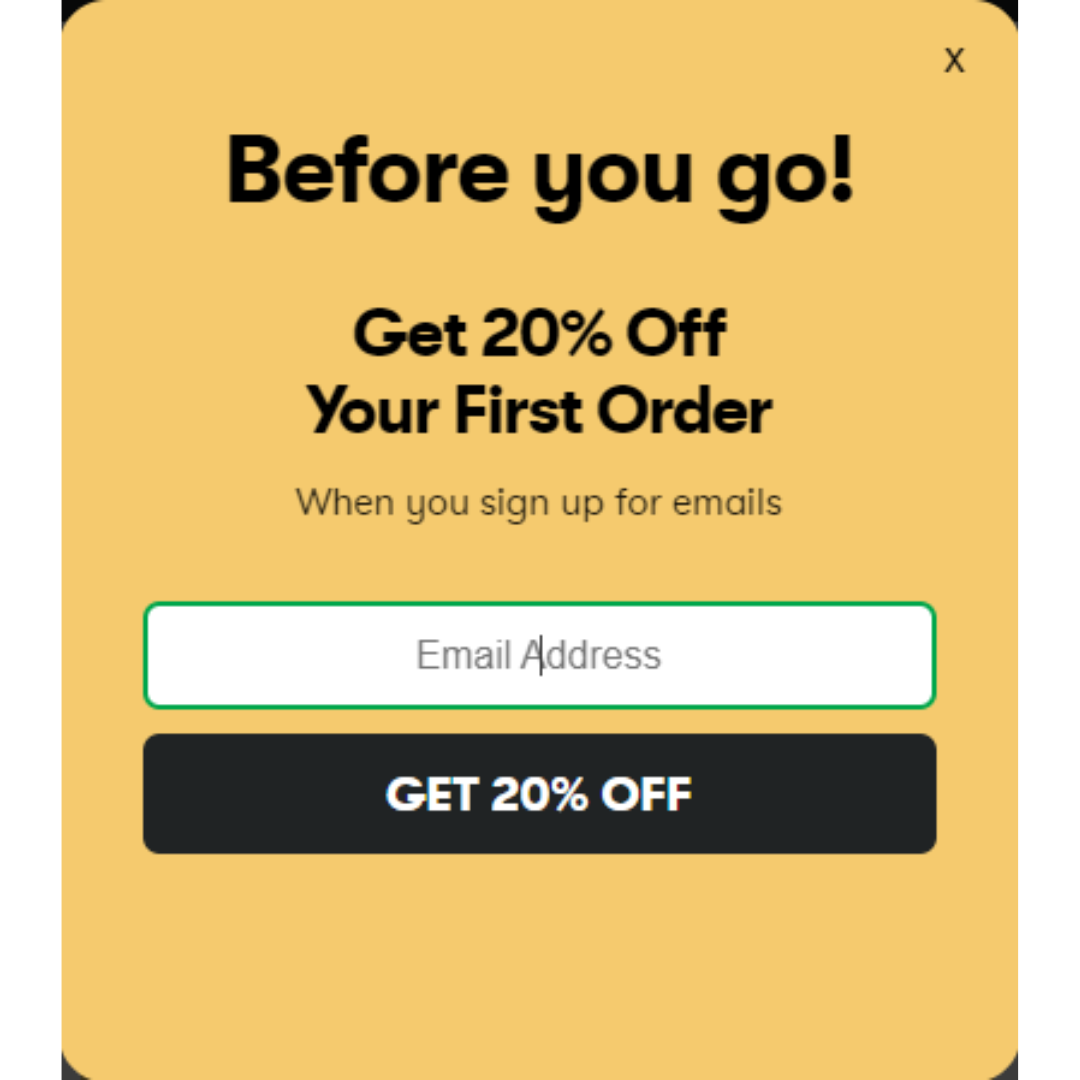 X
Before you go!
Get 20% Off
Your First Order
When you sign up for emails
Email Address
GET 20% OFF